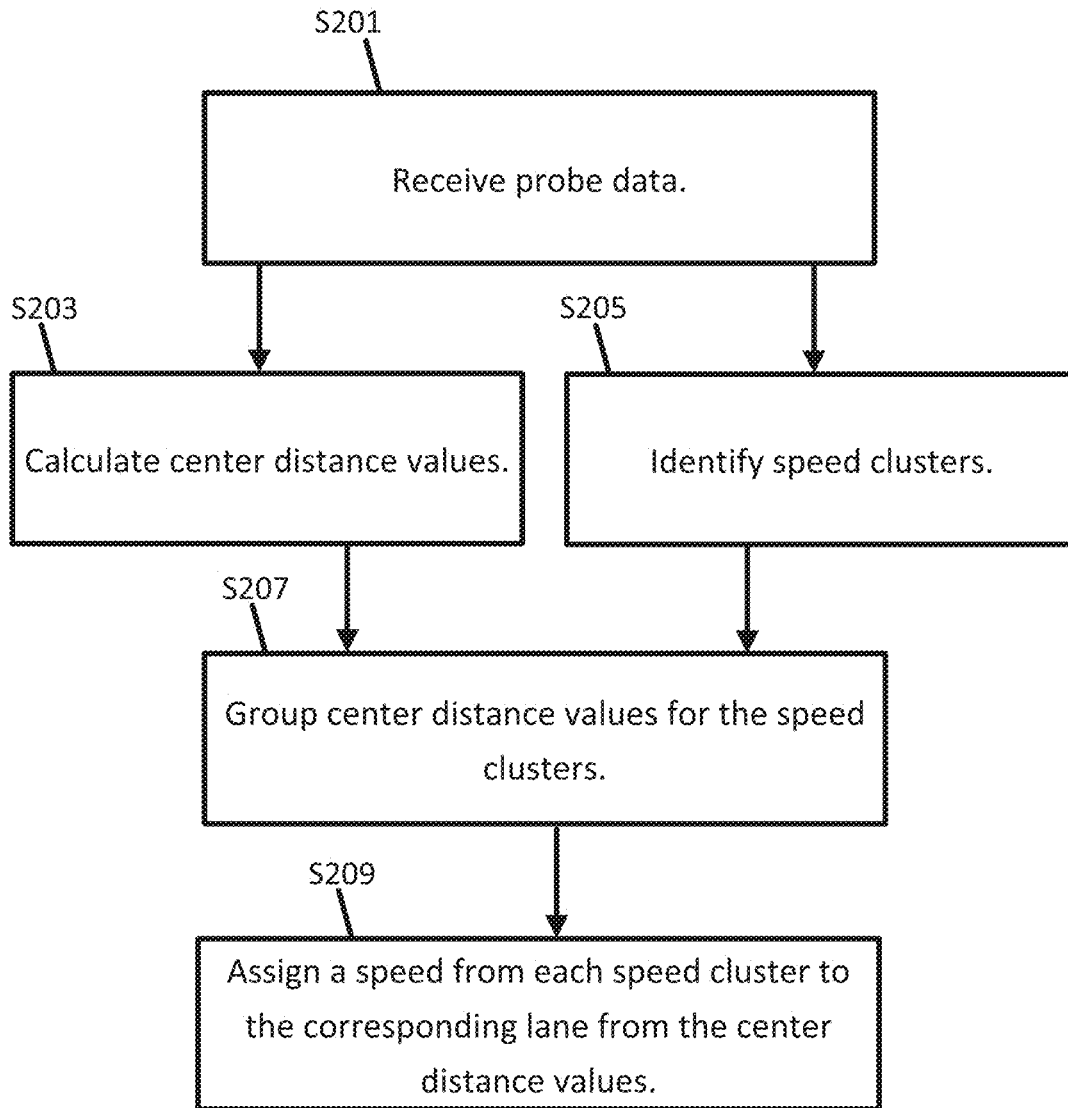 S201
Receive probe data.
S203
S205
Calculate center distance values.
Identify speed clusters.
S207
Group center distance values for the speed
clusters.
S209
Assign a speed from each speed cluster to
the corresponding lane from the center
distance values.